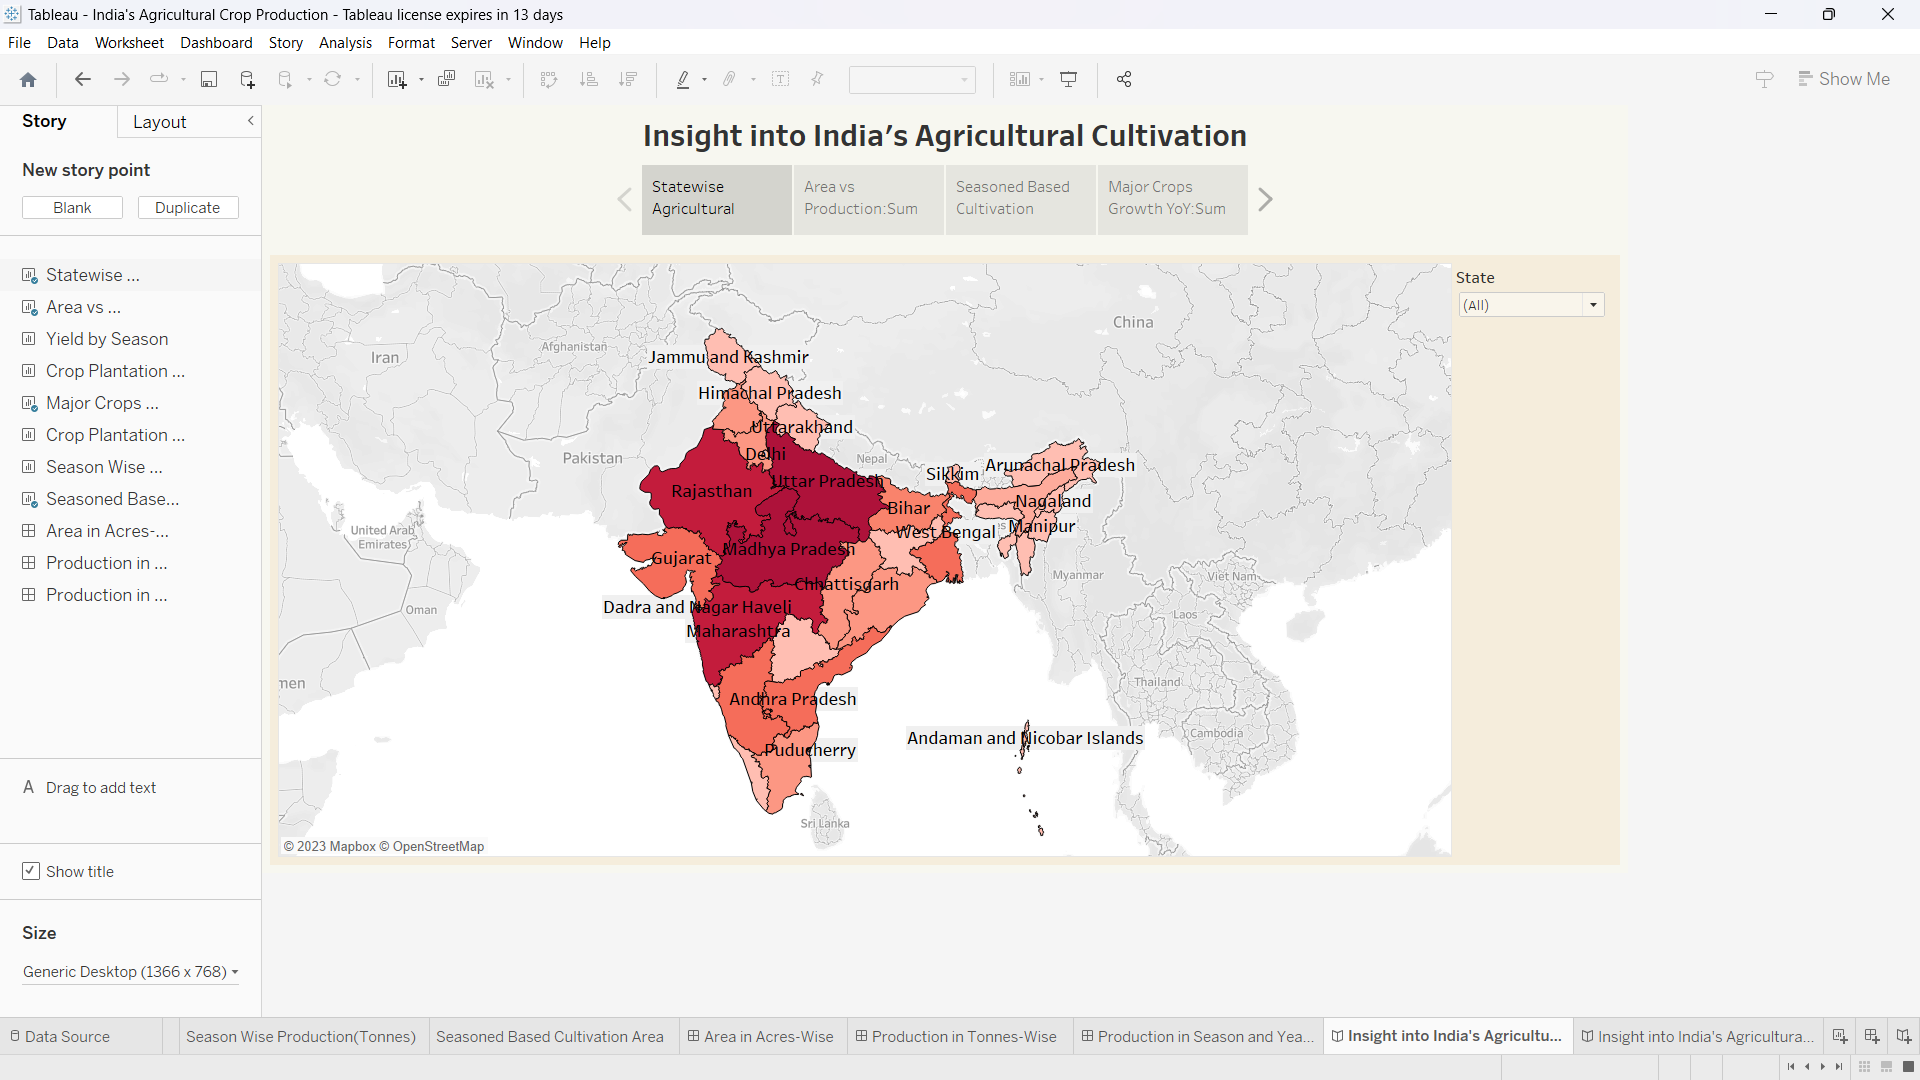 Tableau - India's Agricultural Crop Production - Tableau license expires in 13 days
File Data Worksheet Dashboard Story Analysis Format Server Window Help
Show Me
Story
Layout
New story point
Blank
Duplicate
Statewise ...
Area vs ...
Yield by Season
Crop Plantation ...
Major Crops ...
Crop Plantation ...
Season Wise ...
Seasoned Base...
Area in Acres-...
Production in ...
Production in ...
A Drag to add text
Show title
Size
Generic Desktop (1366 x 768)
Insight into India’s Agricultural Cultivation
Statewise
Agricultural
Area vs
Production:Sum
Seasoned Based
Cultivation
Major Crops
Growth YoY:Sum
State
(All)
China
Iran
Afghanistan
Jammu and Kashmir
Himachal Pradesh
Uttarakhand
Pakistan
Delhi
Nepal
Sikkim
Arunachal Pradesh
Rajasthan
Uttar Pradesh
Bihar
Nagaland
United Arab
Emirates
West Bengal
Manipur
Madhya Pradesh
Gujarat
Chhattisgarh
Myanmar
Viet Nam
Oman
Dadra and Nagar Haveli
Laos
Maharashtra
men
Thailand
Andhra Pradesh
Andaman and Nicobar Islands
Cambodia
Puducherry
Sri Lanka
© 2023 Mapbox © OpenStreetMap
Data Source
Season Wise Production(Tonnes)
Seasoned Based Cultivation Area
Area in Acres-Wise
Production in Tonnes-Wise
Production in Season and Yea...
Insight into India's Agricultu...
Insight into India's Agricultura...